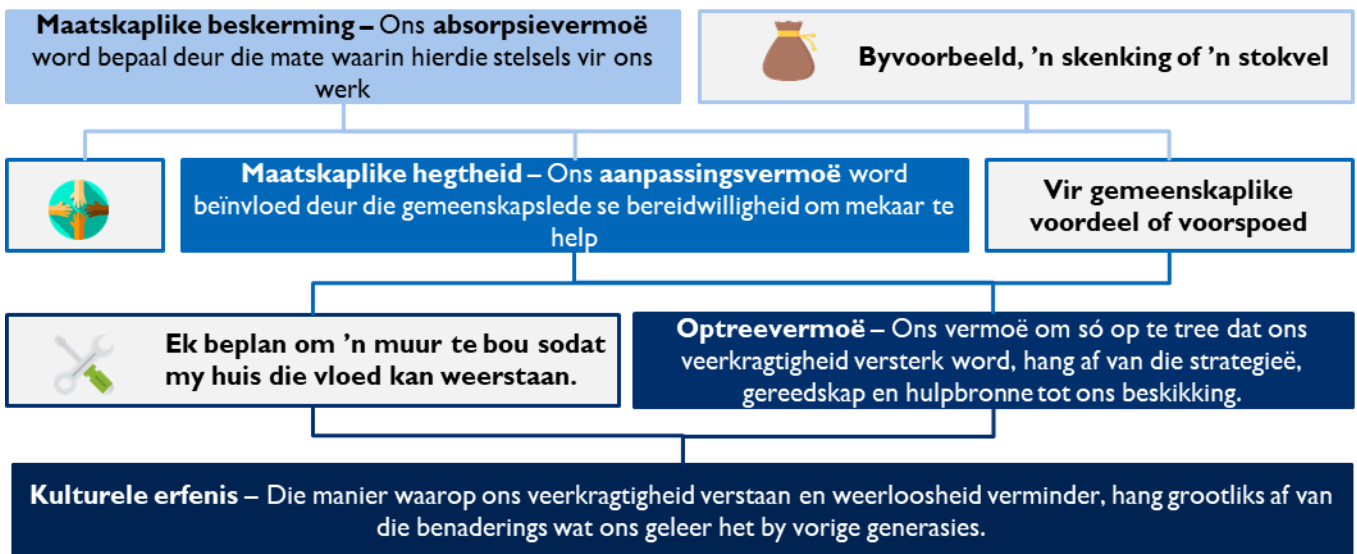 Maatskaplike beskerming – Ons absorpsievermoë
word bepaal deur die mate waarin hierdie stelsels vir ons
werk
Byvoorbeeld, ’n skenking of ’n stokvel
Maatskaplike hegtheid – Ons aanpassingsvermoë word
beïnvloed deur die gemeenskapslede se bereidwilligheid om mekaar te
help
Vir gemeenskaplike
voordeel of voorspoed
Ek beplan om ’n muur te bou sodat
my huis die vloed kan weerstaan.
Optreevermoë – Ons vermoë om só op te tree dat ons
veerkragtigheid versterk word, hang af van die strategieë,
gereedskap en hulpbronne tot ons beskikking.
Kulturele erfenis – Die manier waarop ons veerkragtigheid verstaan en weerloosheid verminder, hang grootliks af van
die benaderings wat ons geleer het by vorige generasies.